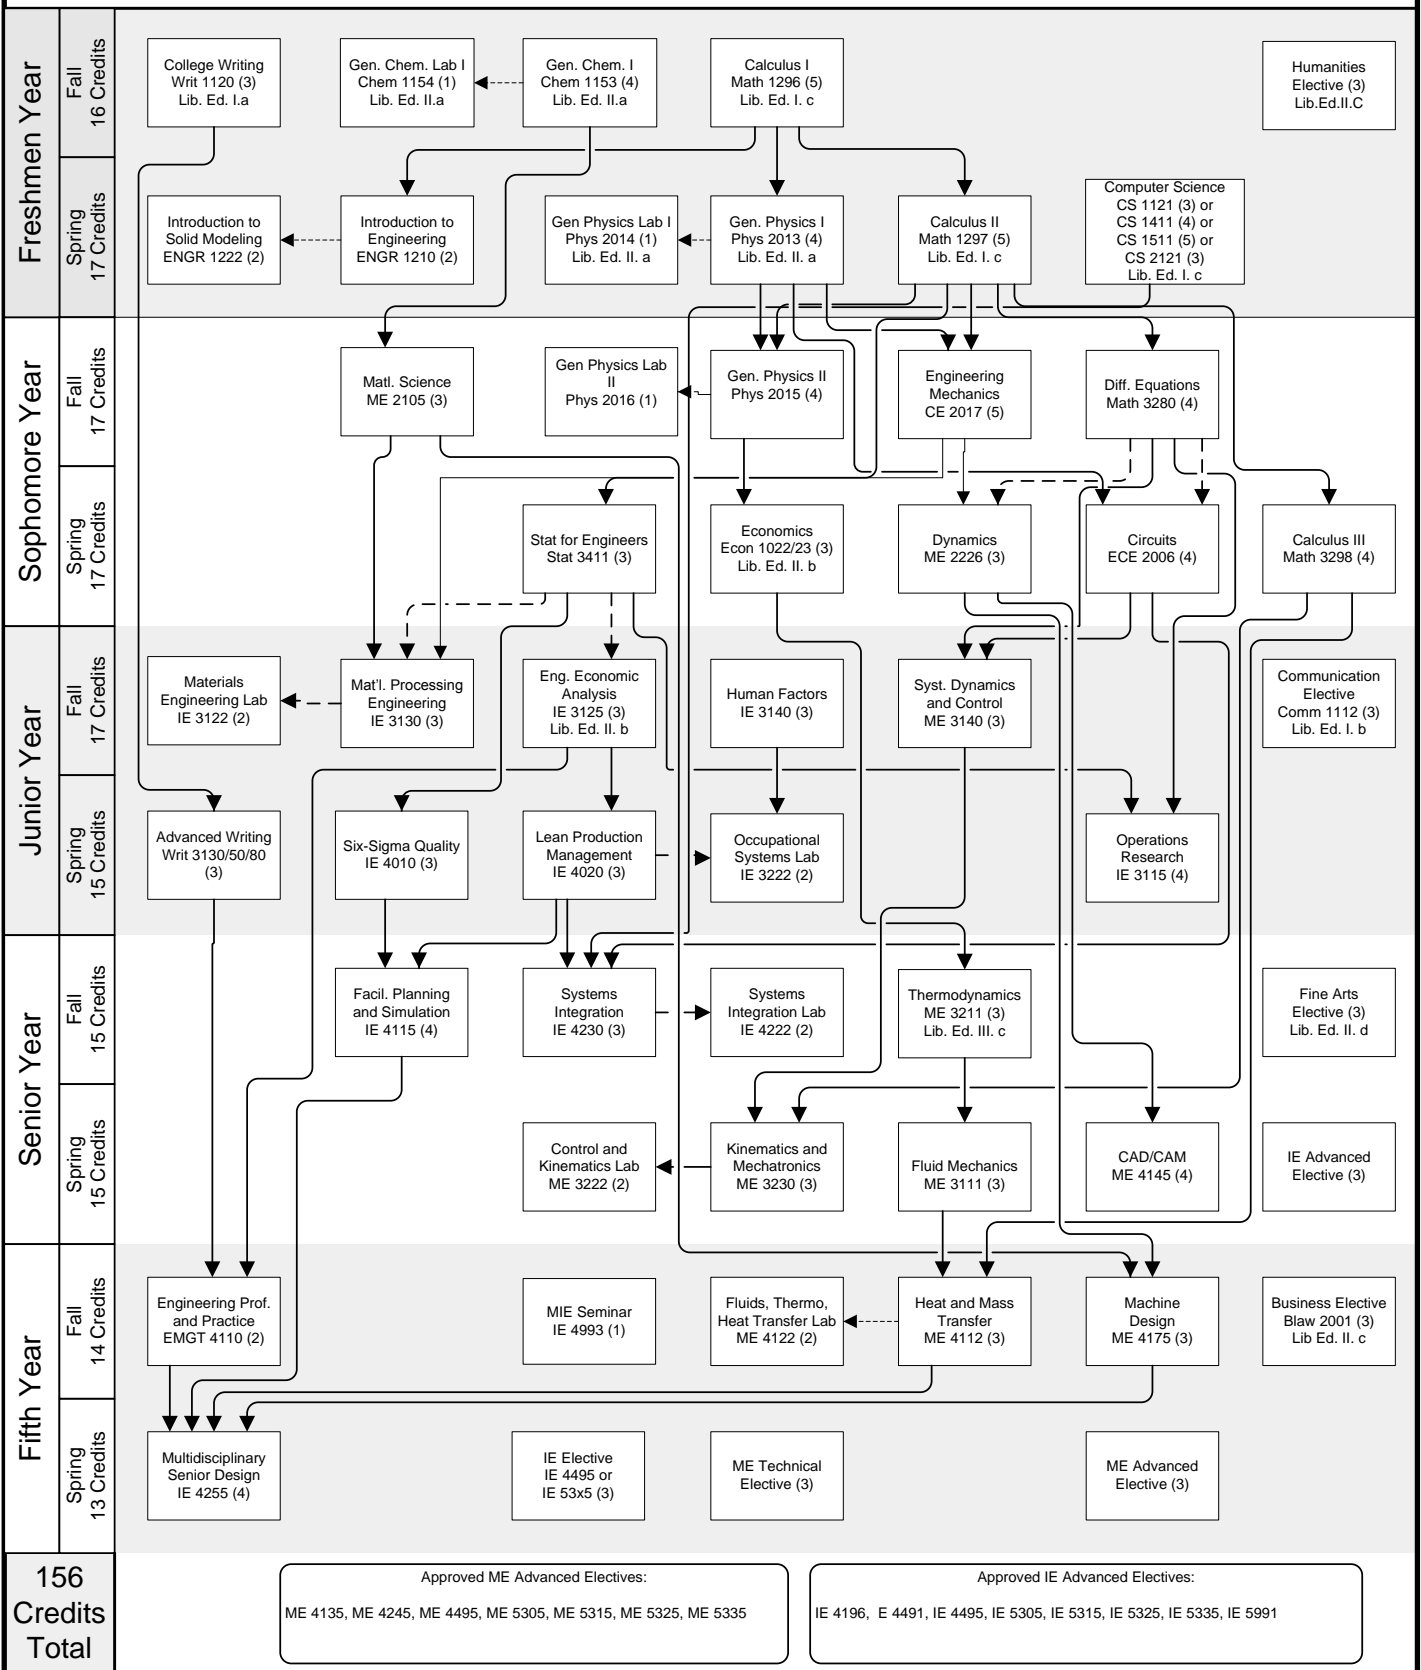 Freshmen Year
Fall
16 Credits
College Writing
Writ 1120 (3)
Lib. Ed. I.a
Gen. Chem. Lab I
Chem 1154 (1)
Lib. Ed. II.a
Gen. Chem. I
Chem 1153 (4)
Lib. Ed. II.a
Calculus I
Math 1296 (5)
Lib. Ed. I. c
Humanities
Elective (3)
Lib.Ed.II.C
Spring
17 Credits
Introduction to
Solid Modeling
ENGR 1222 (2)
Introduction to
Engineering
ENGR 1210 (2)
Gen Physics Lab I
Phys 2014 (1)
Lib. Ed. II. a
Gen. Physics I
Phys 2013 (4)
Lib. Ed. II. a
Calculus II
Math 1297 (5)
Lib. Ed. I. c
Computer Science
CS 1121 (3) or
CS 1411 (4) or
CS 1511 (5) or
CS 2121 (3)
Lib. Ed. I. c
Sophomore Year
Fall
17 Credits
Matl. Science
ME 2105 (3)
Gen Physics Lab
II
Phys 2016 (1)
Gen. Physics II
Phys 2015 (4)
Engineering
Mechanics
CE 2017 (5)
Diff. Equations
Math 3280 (4)
Spring
17 Credits
Stat for Engineers
Stat 3411 (3)
Economics
Econ 1022/23 (3)
Lib. Ed. II. b
Dynamics
ME 2226 (3)
Circuits
ECE 2006 (4)
Calculus III
Math 3298 (4)
Junior Year
Fall
17 Credits
Materials
Engineering Lab
IE 3122 (2)
Mat'l. Processing
Engineering
IE 3130 (3)
Eng. Economic
Analysis
IE 3125 (3)
Lib. Ed. II. b
Human Factors
IE 3140 (3)
Syst. Dynamics
and Control
ME 3140 (3)
Communication
Elective
Comm 1112 (3)
Lib. Ed. I. b
Spring
15 Credits
Advanced Writing
Writ 3130/50/80
(3)
Six-Sigma Quality
IE 4010 (3)
Lean Production
Management
IE 4020 (3)
Occupational
Systems Lab
IE 3222 (2)
Operations
Research
IE 3115 (4)
Senior Year
Fall
15 Credits
Facil. Planning
and Simulation
IE 4115 (4)
Systems
Integration
IE 4230 (3)
Systems
Integration Lab
IE 4222 (2)
Thermodynamics
ME 3211 (3)
Lib. Ed. III. c
Fine Arts
Elective (3)
Lib. Ed. II. d
Spring
15 Credits
Control and
Kinematics Lab
ME 3222 (2)
Kinematics and
Mechatronics
ME 3230 (3)
Fluid Mechanics
ME 3111 (3)
CAD/CAM
ME 4145 (4)
IE Advanced
Elective (3)
Fifth Year
Fall
14 Credits
Engineering Prof.
and Practice
EMGT 4110 (2)
MIE Seminar
IE 4993 (1)
Fluids, Thermo,
Heat Transfer Lab
ME 4122 (2)
Heat and Mass
Transfer
ME 4112 (3)
Machine
Design
ME 4175 (3)
Business Elective
Blaw 2001 (3)
Lib Ed. II. c
Spring
13 Credits
Multidisciplinary
Senior Design
IE 4255 (4)
IE Elective
IE 4495 or
IE 53x5 (3)
ME Technical
Elective (3)
ME Advanced
Elective (3)
156
Credits
Total
Approved ME Advanced Electives:
ME 4135, ME 4245, ME 4495, ME 5305, ME 5315, ME 5325, ME 5335
Approved IE Advanced Electives:
IE 4196, E 4491, IE 4495, IE 5305, IE 5315, IE 5325, IE 5335, IE 5991